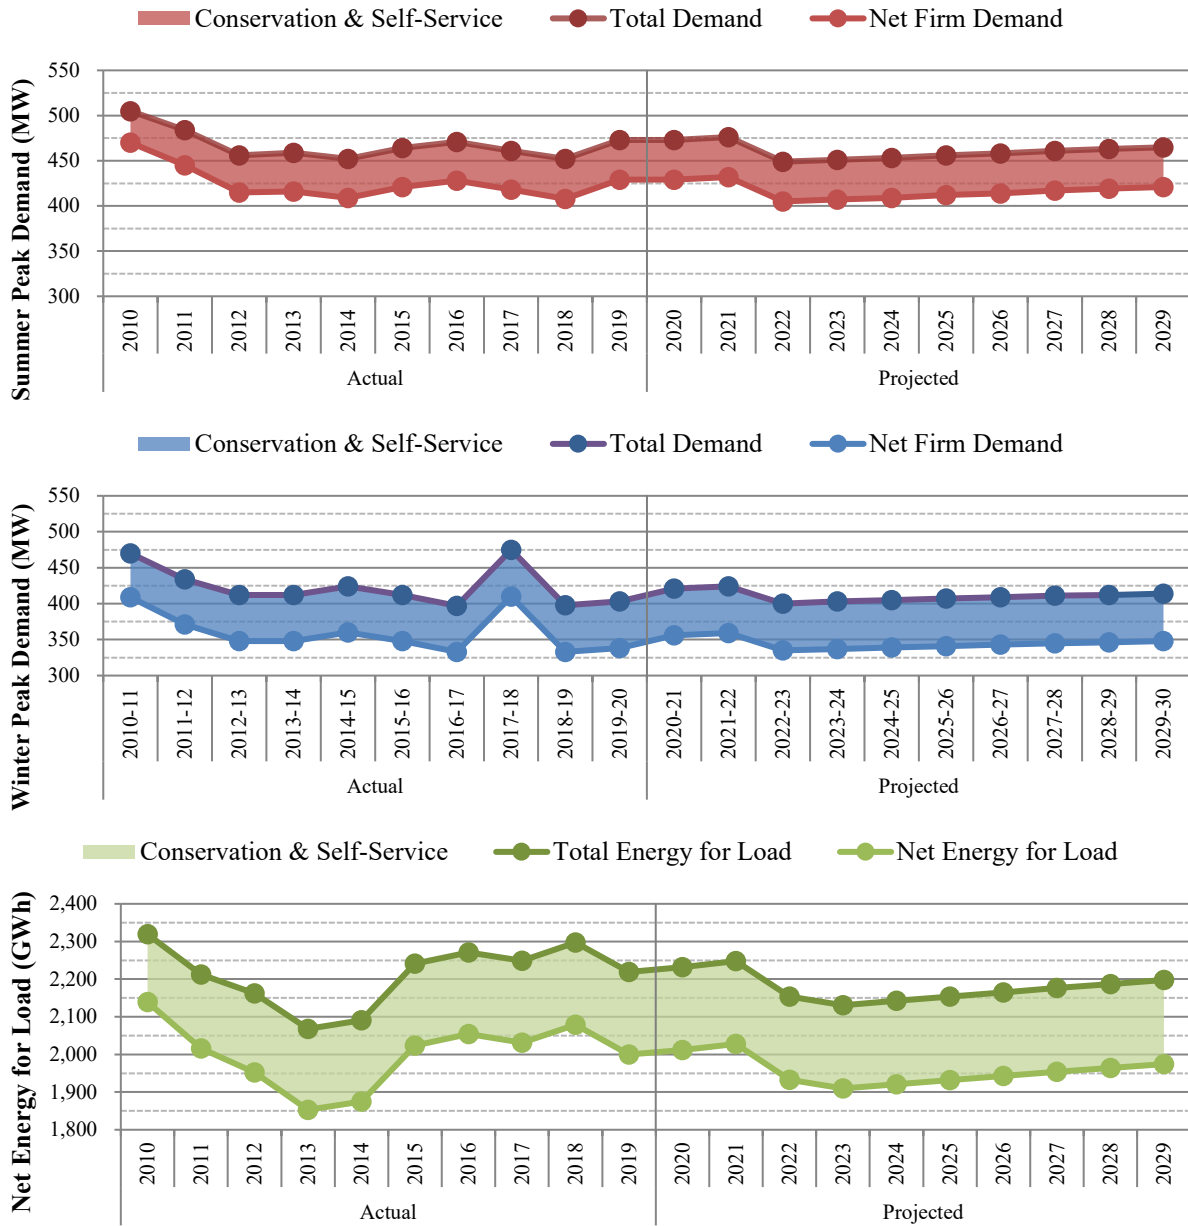 Conservation & Self-Service Total Demand Net Firm Demand
Summer Peak Demand (MW)
550
500
450
400
350
300
2010 2011 2012 2013 2014 2015 2016 2017 2018 2019 2020 2021 2022 2023 2024 2025 2026 2027 2028 2029
Actual Projected
Conservation & Self-Service Total Demand Net Firm Demand
Winter Peak Demand (MW)
550
500
450
400
350
300
2010-11 2011-12 2012-13 2013-14 2014-15 2015-16 2016-17 2017-18 2018-19 2019-20 2020-21 2021-22 2022-23 2023-24 2024-25 2025-26 2026-27 2027-28 2028-29 2029-30
Actual Projected
Conservation & Self-Service Total Energy for Load Net Energy for Load
Net Energy for Load (GWh)
2,400
2,300
2,200
2,100
2,000
1,900
1,800
2010 2011 2012 2013 2014 2015 2016 2017 2018 2019 2020 2021 2022 2023 2024 2025 2026 2027 2028 2029
Actual Projected